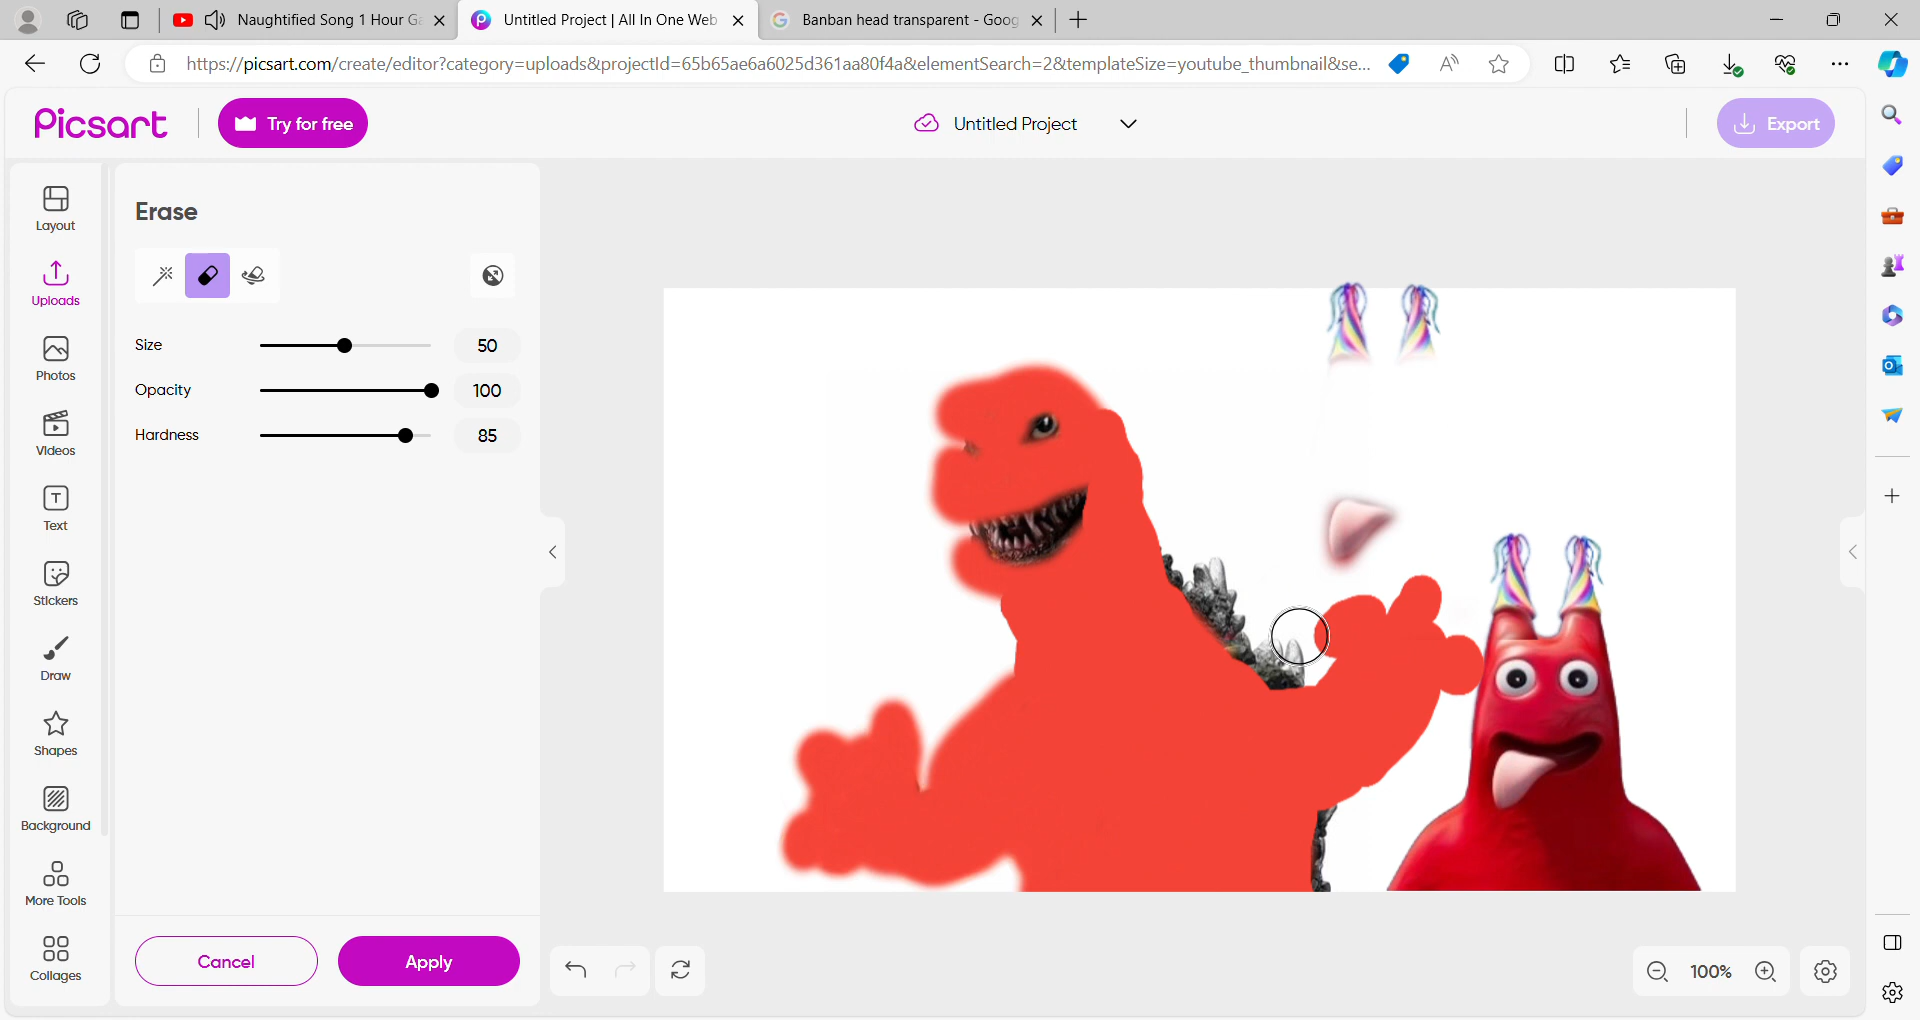 Naughtified Song 1 Hour Ga
Untitled Project | All In One Web
Banban head transparent - Goog
https://picsart.com/create/editor?category=uploads&projectId=65b65ae6a6025d361aa80f4a&elementSearch=2&templateSize=youtube_thumbnail&se...
Picsart
Try for free
Untitled Project
Export
Layout
Uploads
Photos
Videos
Text
Stickers
Draw
Shapes
Background
More Tools
Collages
Erase
Size 50
Opacity 100
Hardness 85
Cancel
Apply
100%